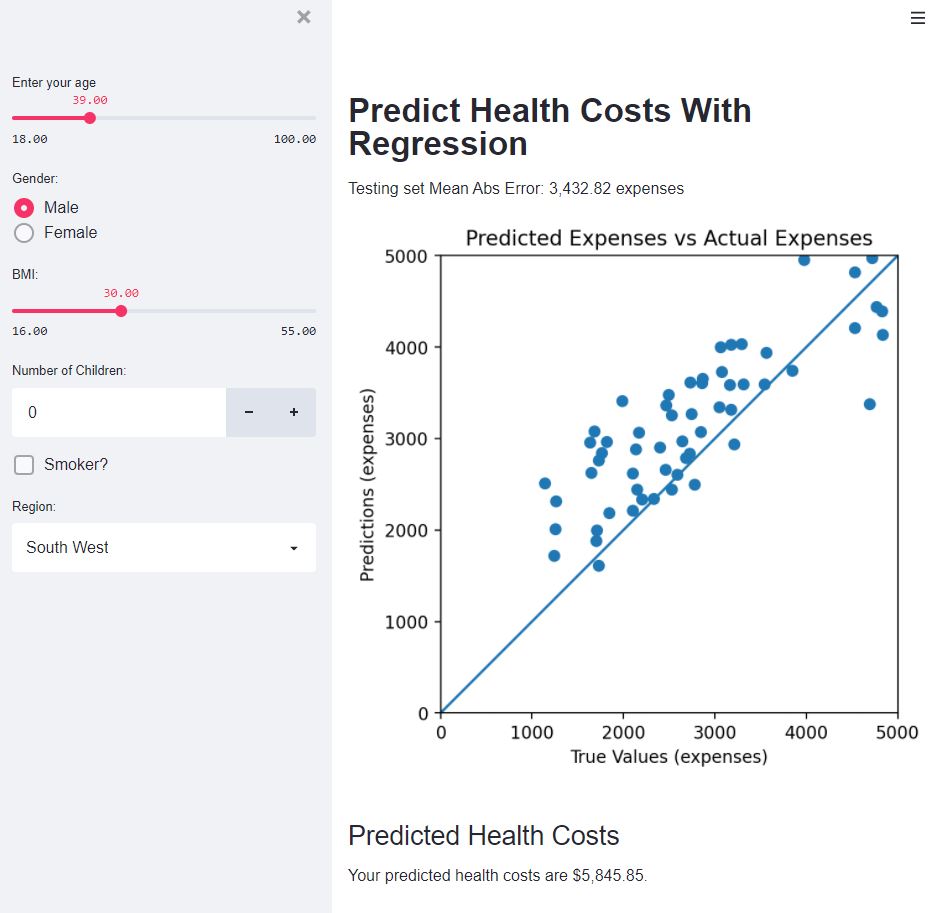 Enter your age
39.00
18.00 100.00
Gender:
Male
Female
BMI:
30.00
16.00 55.00
Number of Children:
0 - +
Smoker?
Region:
South West
Predict Health Costs With
Regression
Testing set Mean Abs Error: 3,432.82 expenses
Predicted Expenses vs Actual Expenses
5000
4000
3000
2000
1000
0
Predictions (expenses)
0 1000 2000 3000 4000 5000
True Values (expenses)
Predicted Health Costs
Your predicted health costs are $5,845.85.